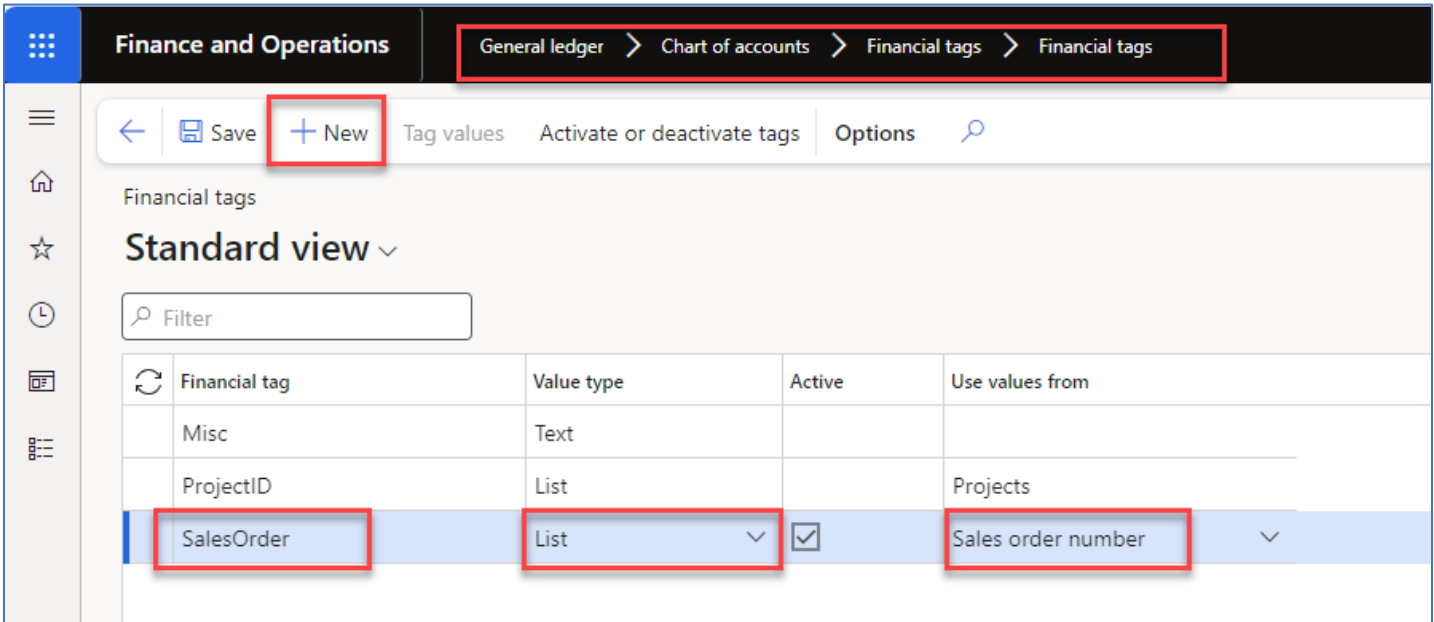 Finance and Operations General ledger > Chart of accounts > Financial tags > Financial tags
Save + New Tag values Activate or deactivate tags Options
Financial tags
Standard view
Filter
Financial tag Value type Active Use values from
Misc Text
ProjectID List Projects
SalesOrder List Sales order number